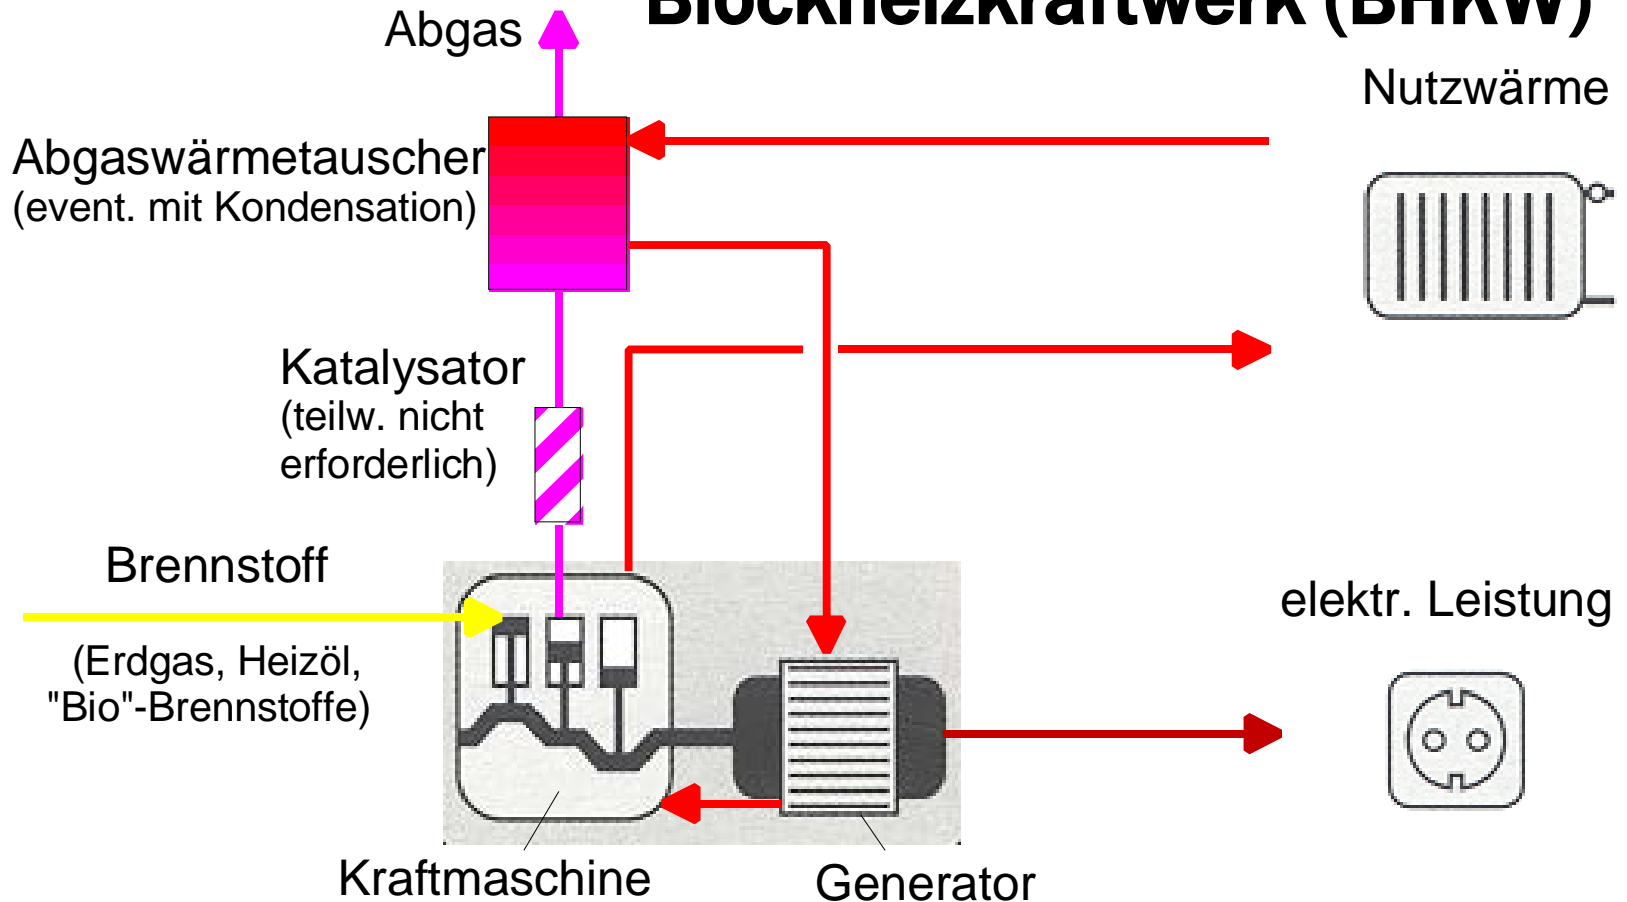 Blockheizkraftwerk (BHKW)
Abgas
Nutzwärme
Abgaswärmetauscher
(event. mit Kondensation)
Katalysator
(teilw. nicht
erforderlich)
Brennstoff
(Erdgas, Heizöl,
"Bio"-Brennstoffe)
elektr. Leistung
Kraftmaschine
Generator